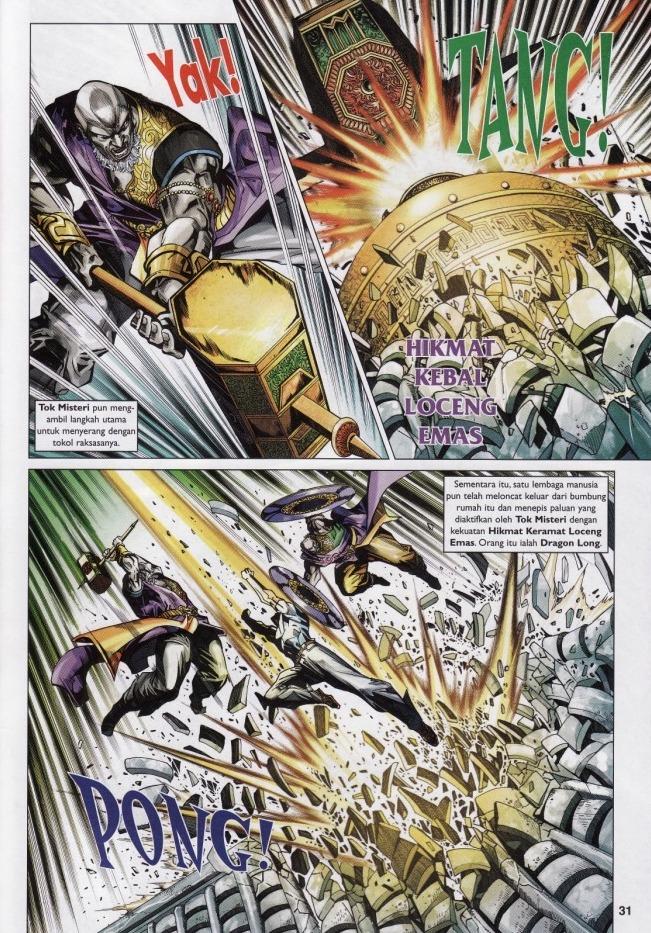 Yak!
TANG!
HIKMAT
KEBAL
LOCENG
EMAS
Tok Misteri pun meng-
ambil langkah utama
untuk menyerang dengan
tokol raksasanya.
Sementara itu, satu lembaga manusia
pun telah meloncat keluar dari bumbung
rumah itu dan menepis paluan yang
diaktifkan oleh Tok Misteri dengan
kekuatan Hikmat Keramat Loceng
Emas. Orang itu ialah Dragon Long.
PONG!
31